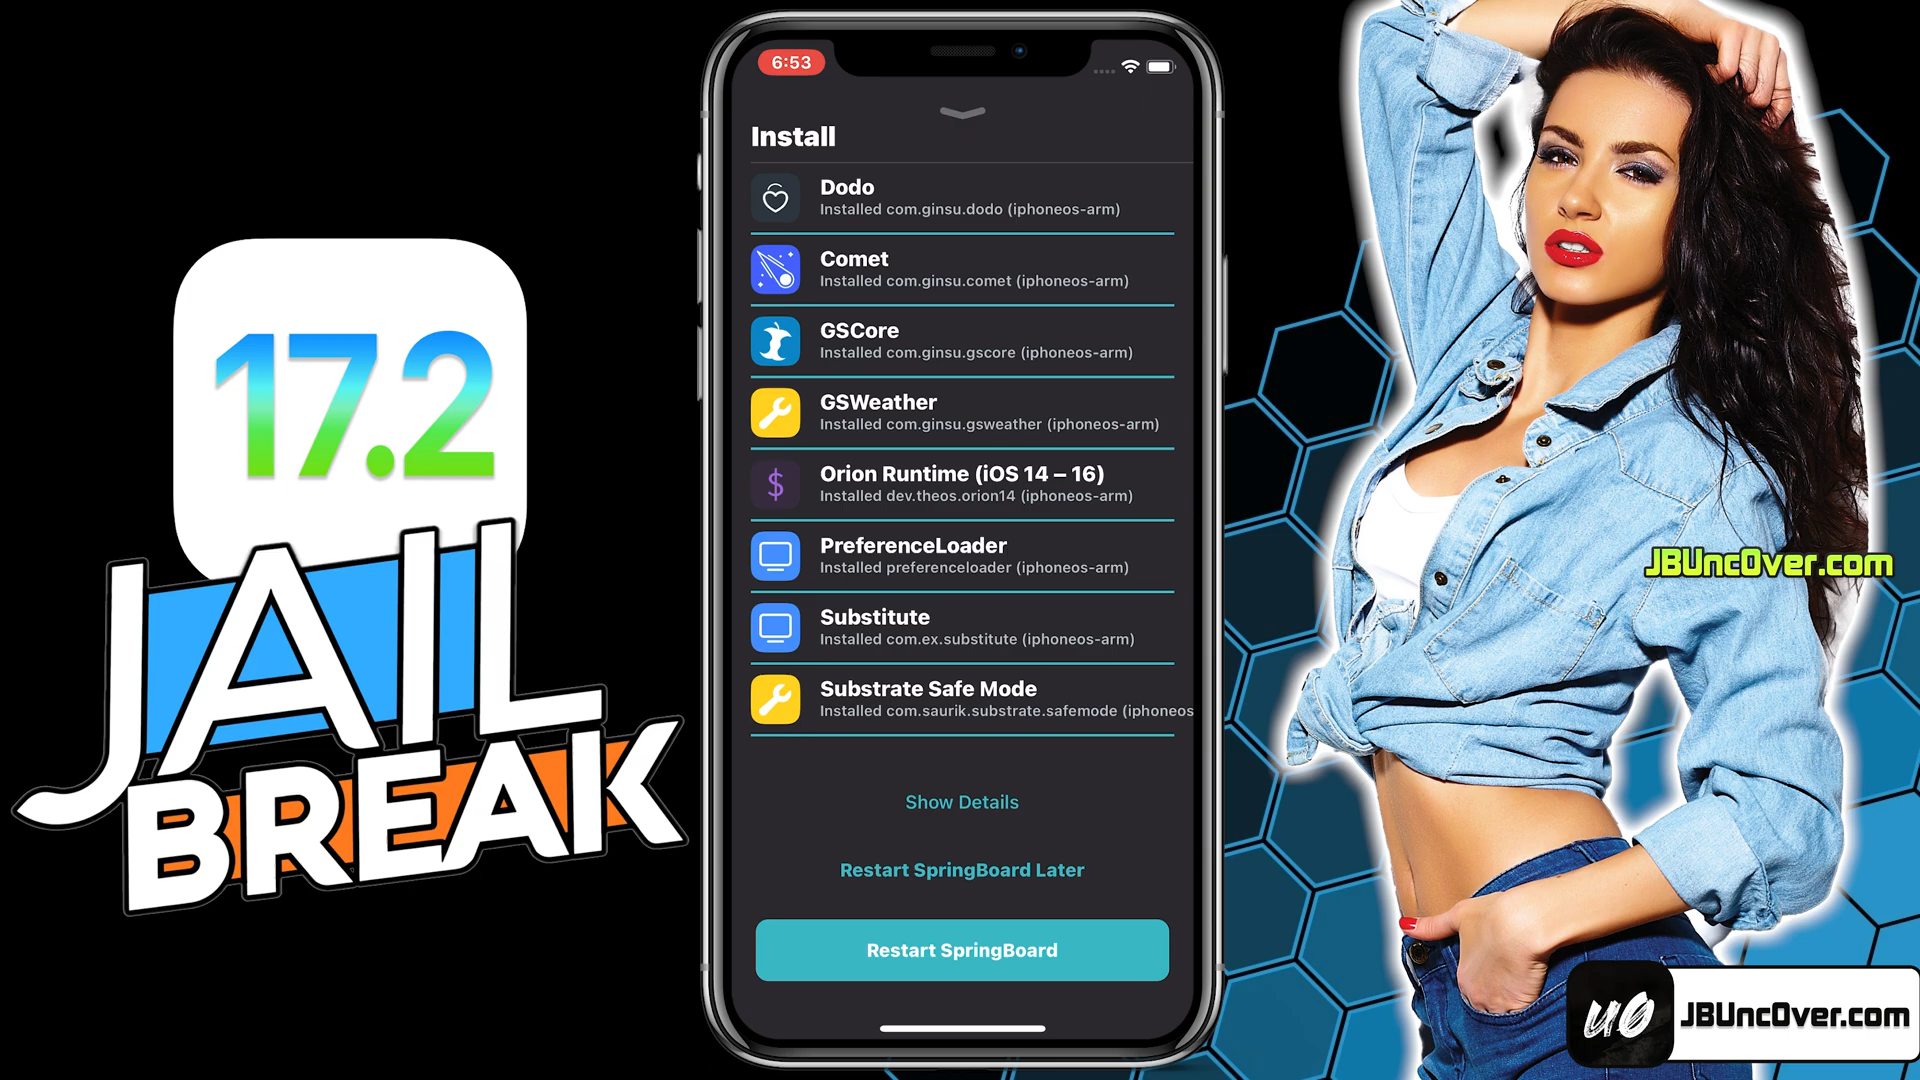 17.2
JAIL
BREAK
6:53
Install
Dodo
Installed com.ginsu.dodo (iphoneos-arm)
Comet
Installed com.ginsu.comet (iphoneos-arm)
GSCore
Installed com.ginsu.gscore (iphoneos-arm)
GSWeather
Installed com.ginsu.gsweather (iphoneos-arm)
$
Orion Runtime (iOS 14 – 16)
Installed dev.theos.orion14 (iphoneos-arm)
PreferenceLoader
Installed preferenceloader (iphoneos-arm)
Substitute
Installed com.ex.substitute (iphoneos-arm)
Substrate Safe Mode
Installed com.saurik.substrate.safemode (iphoneos
Show Details
Restart SpringBoard Later
Restart SpringBoard
JBUnc0ver.com
u0
JBUnc0ver.com